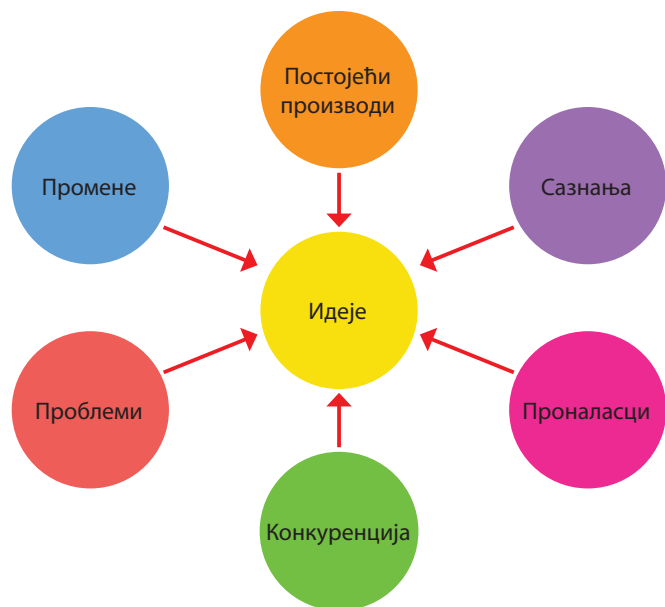 Постојећи
производи
Промене
Сазнања
Идеје
Проблеми
Проналасци
Конкуренција